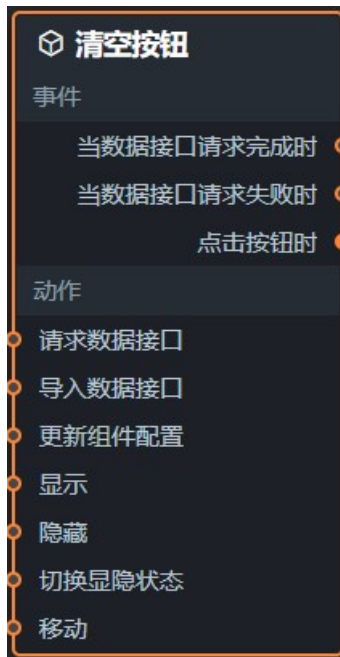 清空按钮
事件
当数据接口请求完成时
当数据接口请求失败时
点击按钮时
动作
请求数据接口
导入数据接口
更新组件配置
显示
隐藏
切换显隐状态
移动